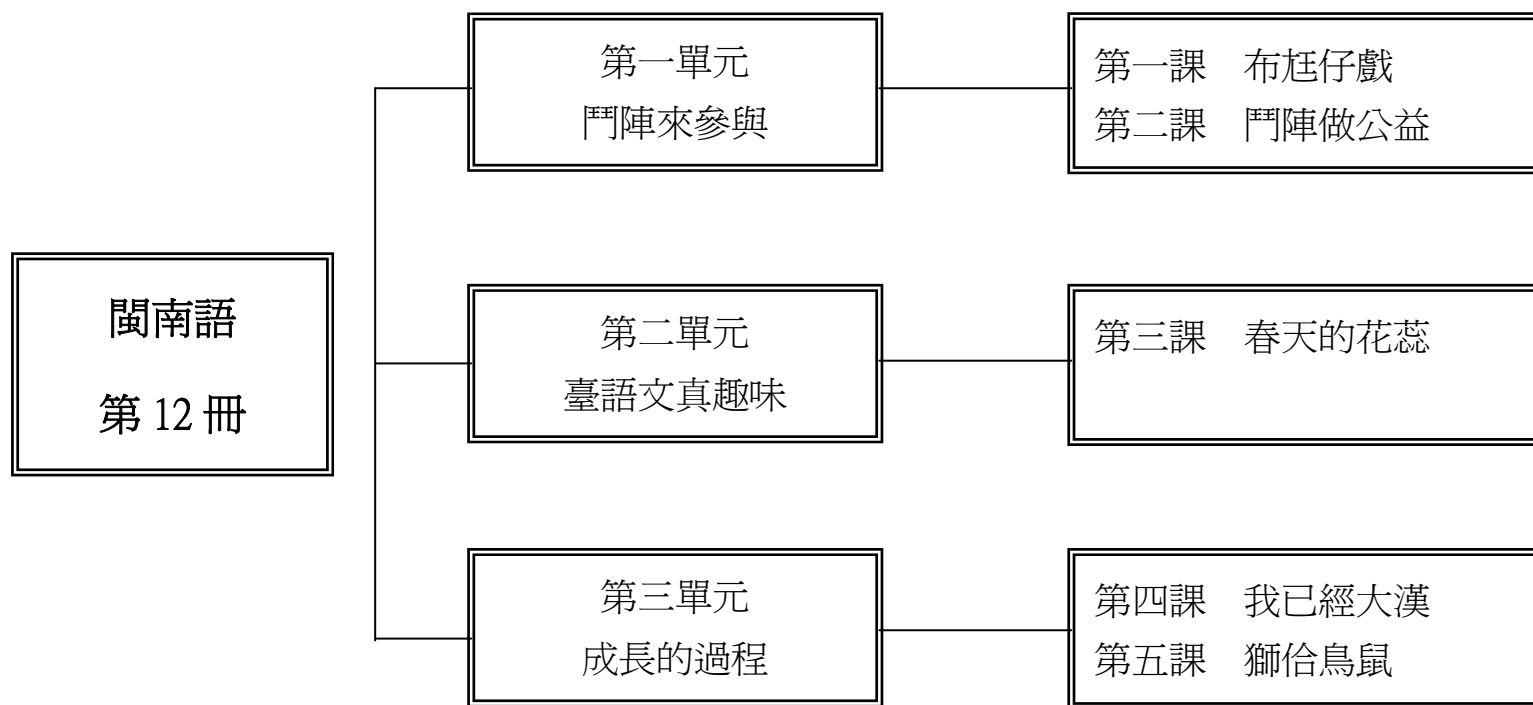 閩南語
第 12 冊
第一單元
鬥陣來參與
第一課　布尪仔戲
第二課　鬥陣做公益
第二單元
臺語文真趣味
第三課　春天的花蕊
第三單元
成長的過程
第四課　我已經大漢
第五課　獅佮鳥鼠